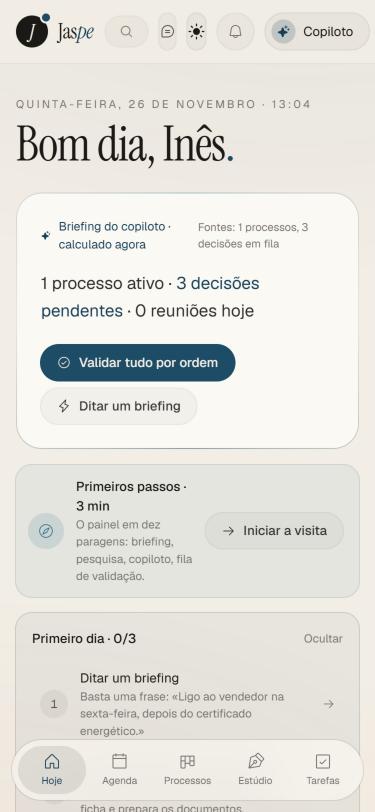 J Jaspe
Copiloto
QUINTA-FEIRA, 26 DE NOVEMBRO · 13:04
Bom dia, Inês.
Briefing do copiloto ·
calculado agora
Fontes: 1 processos, 3
decisões em fila
1 processo ativo · 3 decisões
pendentes · 0 reuniões hoje
Validar tudo por ordem
Ditar um briefing
Primeiros passos ·
3 min
O painel em dez
paragens: briefing,
pesquisa, copiloto, fila
de validação.
Iniciar a visita
Primeiro dia · 0/3
Ocultar
1
Ditar um briefing
Basta uma frase: «Ligo ao vendedor na
sexta-feira, depois do certificado
energético.»
Hoje
Agenda
Processos
Estúdio
Tarefas
ficha e prepara os documentos.